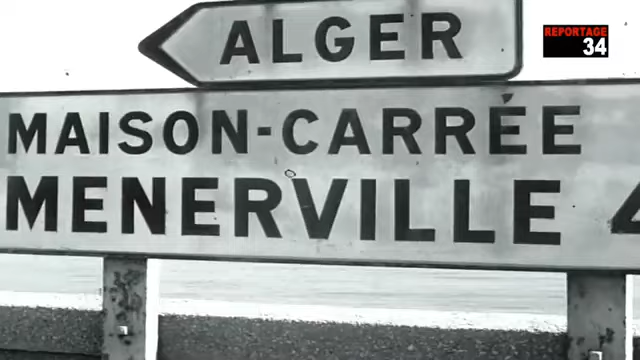 ALGER
REPORTAGE
34
MAISON-CARRÉE
MENERVILLE